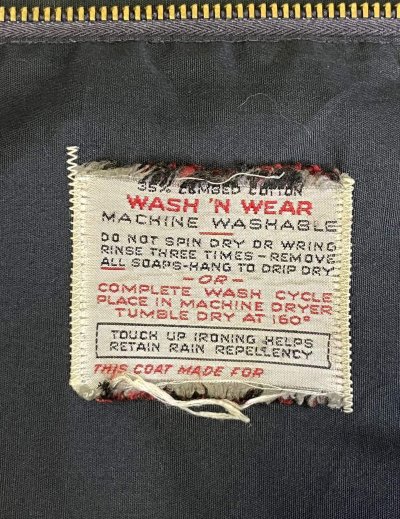 35% COMBED COTTON
WASH 'N WEAR
MACHINE WASHABLE
DO NOT SPIN DRY OR WRING
RINSE THREE TIMES - REMOVE
ALL SOAPS-HANG TO DRIP DRY
-OR-
COMPLETE WASH CYCLE
PLACE IN MACHINE DRYER
TUMBLE DRY AT 160°
TOUCH UP IRONING HELPS
RETAIN RAIN REPELLENCY
THIS COAT MADE FOR